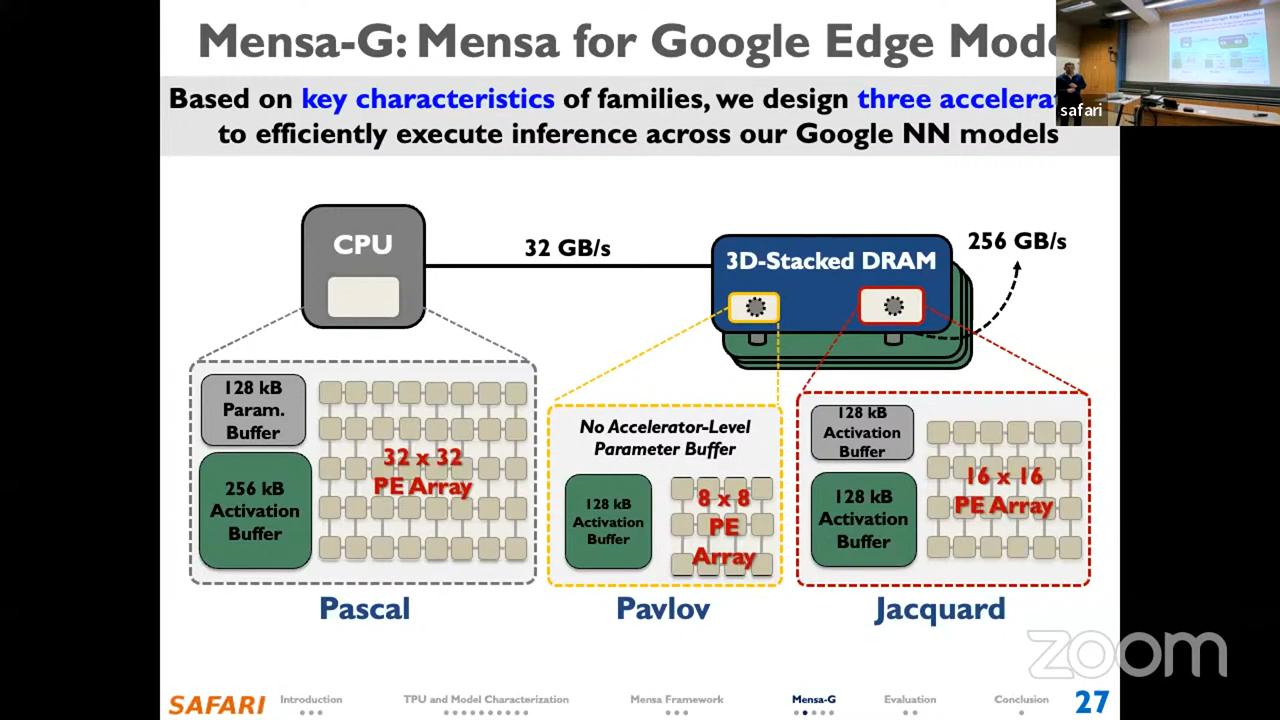 Mensa-G: Mensa for Google Edge Mod
Based on key characteristics of families, we design three accelerat
to efficiently execute inference across our Google NN models
safari
CPU
32 GB/s
3D-Stacked DRAM
256 GB/s
128 kB
Param.
Buffer
256 kB
Activation
Buffer
32 x 32
PE Array
Pascal
No Accelerator-Level
Parameter Buffer
128 kB
Activation
Buffer
8 x 8
PE
Array
Pavlov
128 kB
Activation
Buffer
128 kB
Activation
Buffer
16 x 16
PE Array
Jacquard
zoom
SAFARI
Introduction
TPU and Model Characterization
Mensa Framework
Mensa-G
Evaluation
Conclusion
27